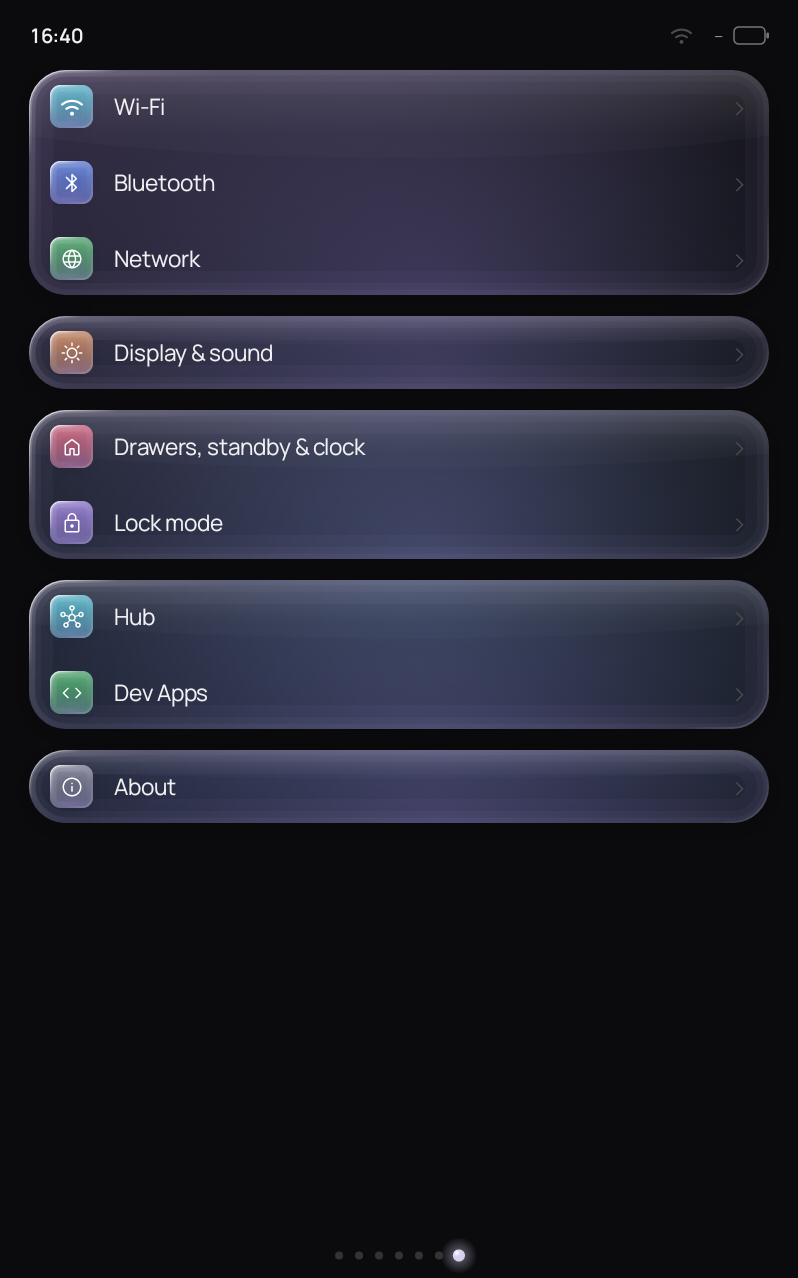 16:40
–
Wi-Fi
Bluetooth
Network
Display & sound
Drawers, standby & clock
Lock mode
Hub
Dev Apps
About